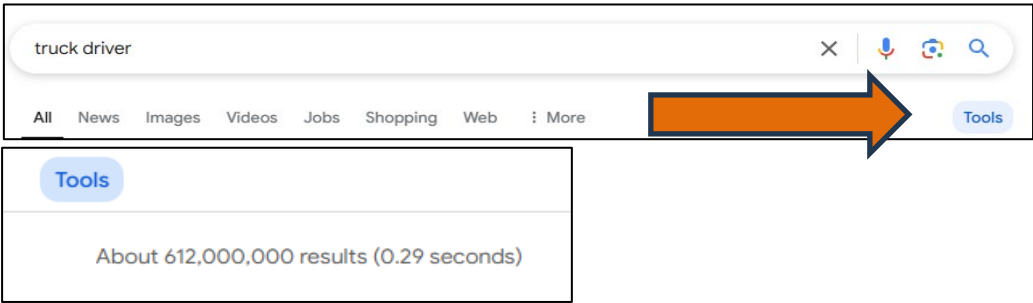 truck driver
All News Images Videos Jobs Shopping Web More Tools
Tools
About 612,000,000 results (0.29 seconds)